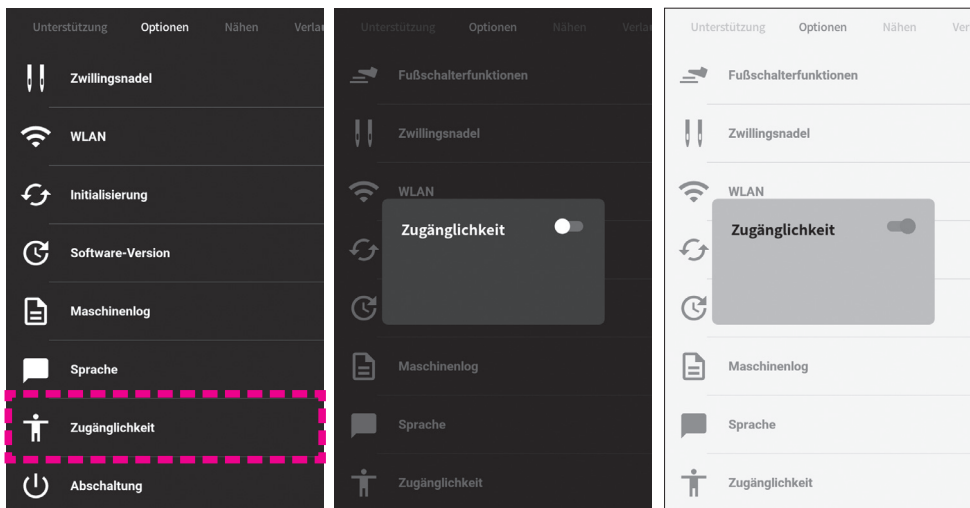 Unterstützung Optionen Nähen Verlau
Zwillingsnadel
WLAN
Initialisierung
Software-Version
Maschinenlog
Sprache
Zugänglichkeit
Abschaltung
Unterstützung Optionen Nähen Verla
Fußschalterfunktionen
Zwillingsnadel
WLAN
Zugänglichkeit
Maschinenlog
Sprache
Zugänglichkeit
Unterstützung Optionen Nähen Ver
Fußschalterfunktionen
Zwillingsnadel
WLAN
Zugänglichkeit
Maschinenlog
Sprache
Zugänglichkeit